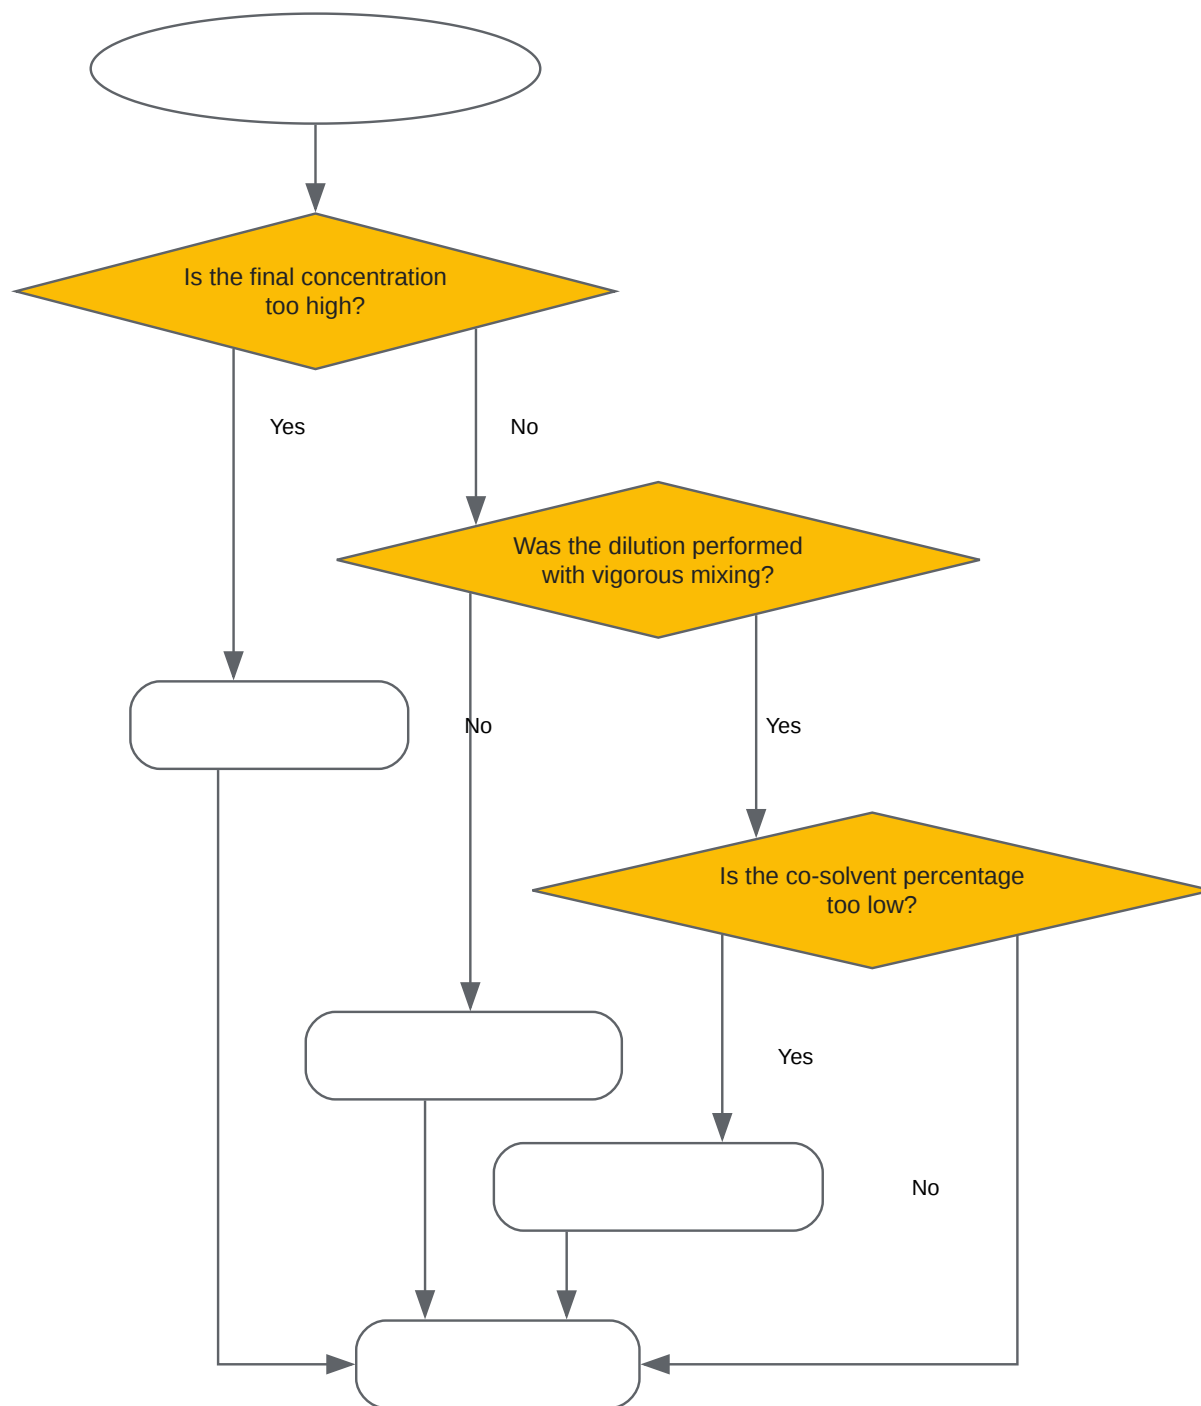 Is the final concentration
too high?
Yes
No
Was the dilution performed
with vigorous mixing?
No
Yes
Is the co-solvent percentage
too low?
Yes
No